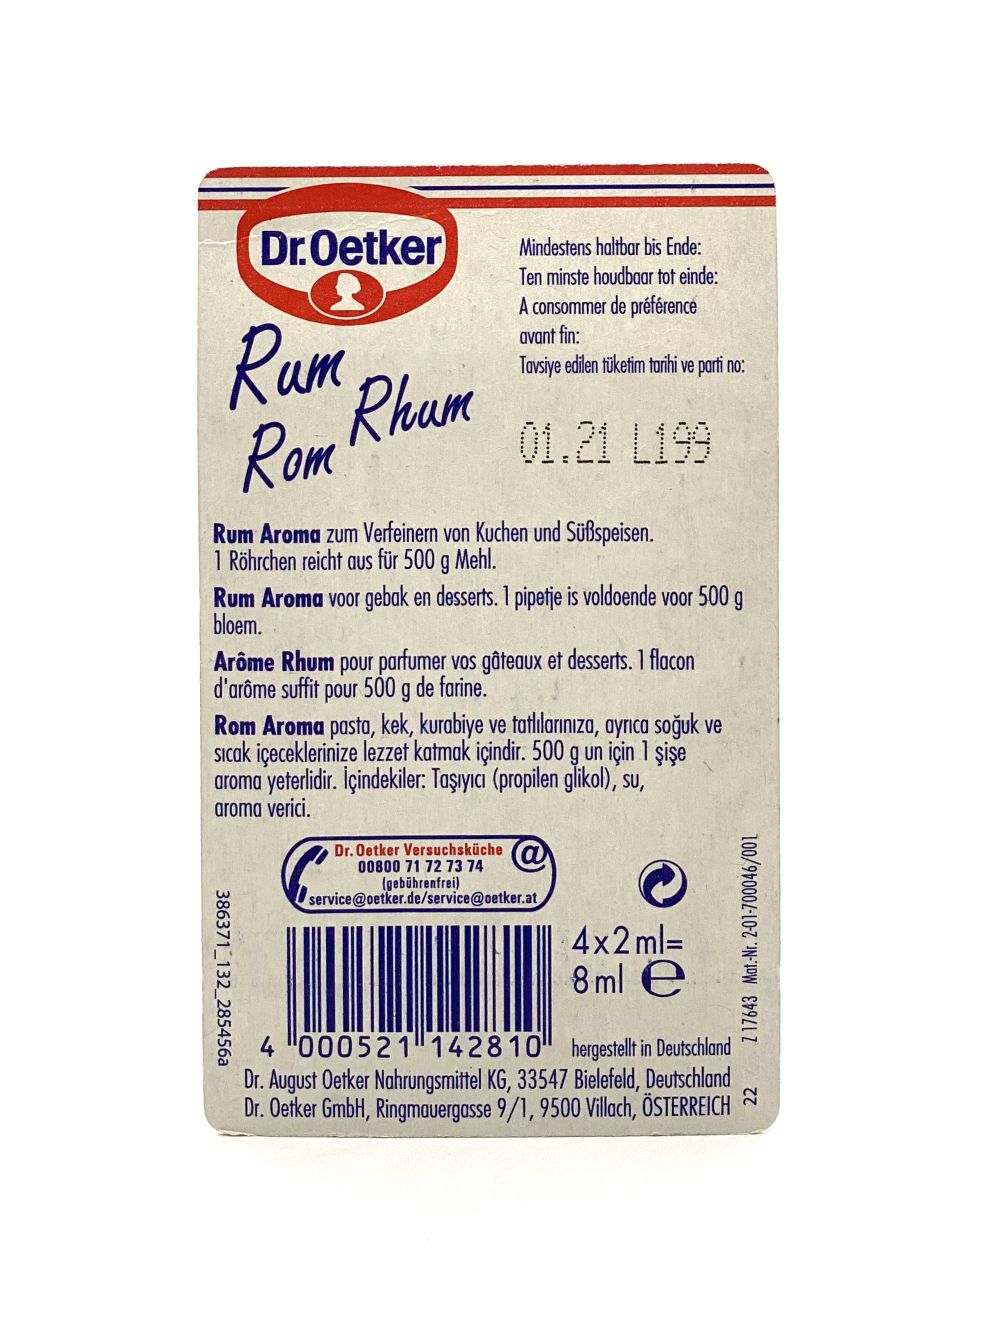 Dr.Oetker
Rum
Rhum
Rom
Mindestens haltbar bis Ende:
Ten minste houdbaar tot einde:
A consommer de préférence
avant fin:
Tavsiye edilen tüketim tarihi ve parti no:
01.21 L199
Rum Aroma zum Verfeinern von Kuchen und Süßspeisen.
1 Röhrchen reicht aus für 500 g Mehl.
Rum Aroma voor gebak en desserts. 1 pipetje is voldoende voor 500 g
bloem.
Arôme Rhum pour parfumer vos gâteaux et desserts. 1 flacon
d'arôme suffit pour 500 g de farine.
Rom Aroma pasta, kek, kurabiye ve tatlılarınıza, ayrıca soğuk ve
sıcak içeceklerinize lezzet katmak içindir. 500 g un için 1 şişe
aroma yeterlidir. İçindekiler: Taşıyıcı (propilen glikol), su,
aroma verici.
Dr. Oetker Versuchsküche @
00800 71 72 73 74
(gebührenfrei)
service@oetker.de/service@oetker.at
4x2 ml=
8 ml e
4 000521 142810
hergestellt in Deutschland
Dr. August Oetker Nahrungsmittel KG, 33547 Bielefeld, Deutschland
Dr. Oetker GmbH, Ringmauergasse 9/1, 9500 Villach, ÖSTERREICH
386371_132_285456a
22 Z 17643 Mat.-Nr. 2-01-700046/001